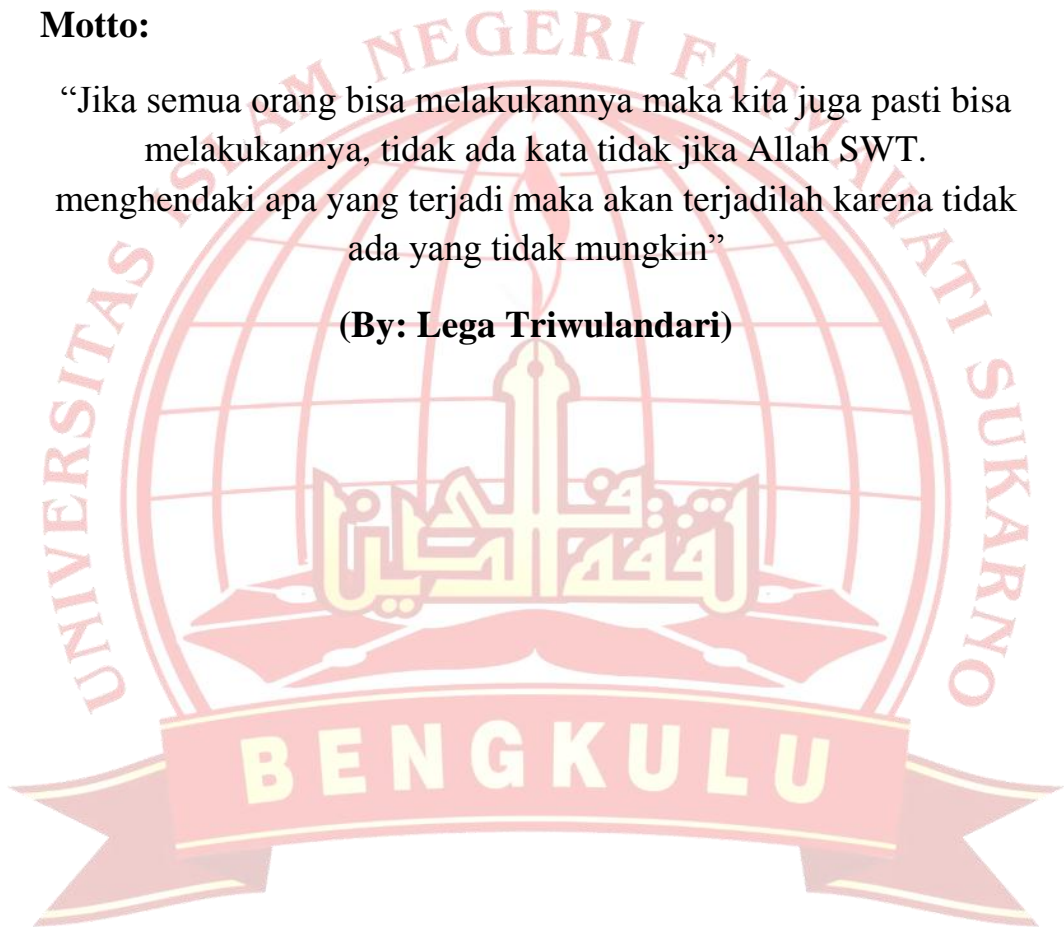 Motto:
“Jika semua orang bisa melakukannya maka kita juga pasti bisa
melakukannya, tidak ada kata tidak jika Allah SWT.
menghendaki apa yang terjadi maka akan terjadilah karena tidak
ada yang tidak mungkin”
(By: Lega Triwulandari)
UNIVERSITAS ISLAM NEGERI FATMAWATI SUKARNO
BENGKULU